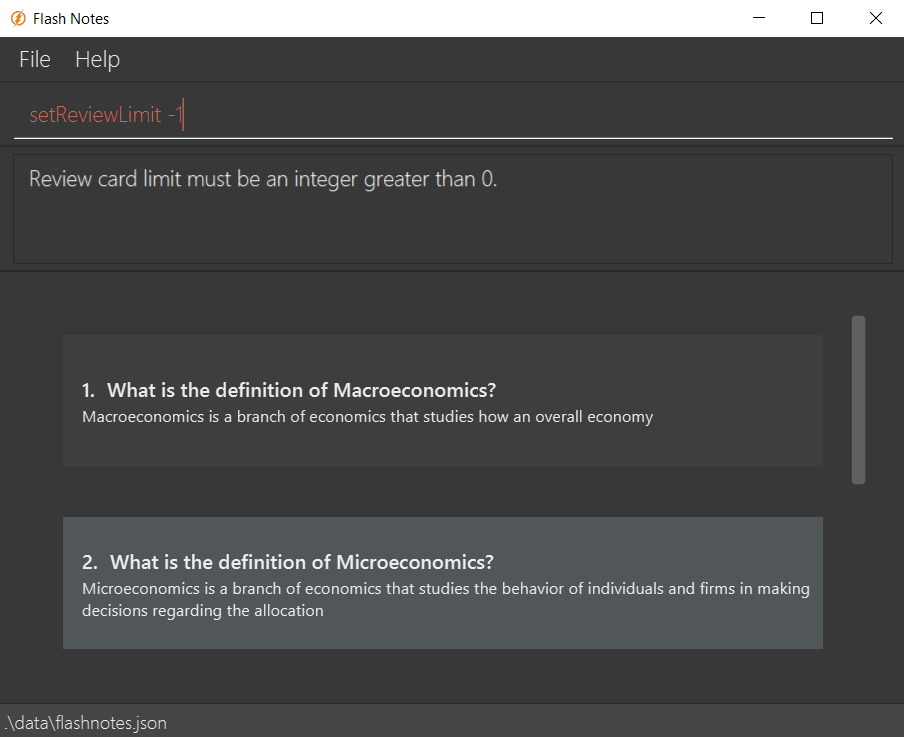 Flash Notes
File Help
setReviewLimit -1
Review card limit must be an integer greater than 0.
1. What is the definition of Macroeconomics?
Macroeconomics is a branch of economics that studies how an overall economy
2. What is the definition of Microeconomics?
Microeconomics is a branch of economics that studies the behavior of individuals and firms in making
decisions regarding the allocation
.\data\flashnotes.json